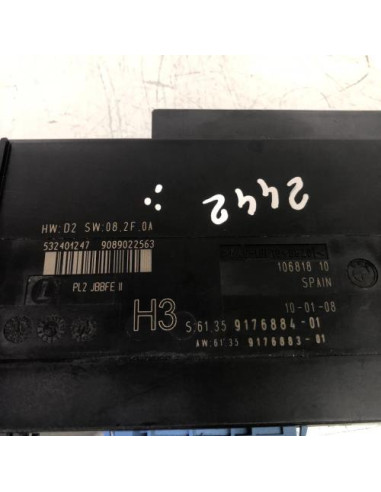 2442
HW:D2 SW:08.2F.0A
532401247 9089022563
PL2 JBBFE II
106818 10
SPAIN
H3
10-01-08
S:61.35 9176884-01
AW:61.35 9176883-01